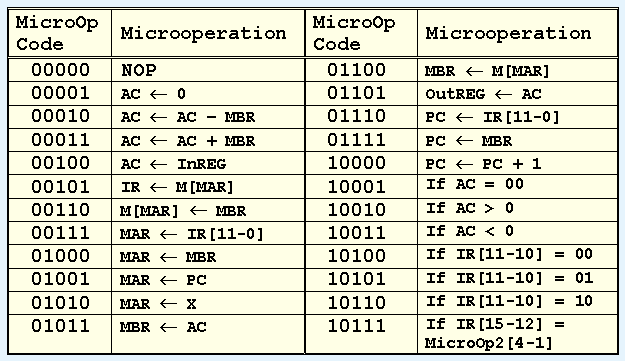 MicroOp Code Microoperation MicroOp Code Microoperation
00000 NOP 01100 MBR ← M[MAR]
00001 AC ← 0 01101 OutREG ← AC
00010 AC ← AC - MBR 01110 PC ← IR[11-0]
00011 AC ← AC + MBR 01111 PC ← MBR
00100 AC ← InREG 10000 PC ← PC + 1
00101 IR ← M[MAR] 10001 If AC = 00
00110 M[MAR] ← MBR 10010 If AC > 0
00111 MAR ← IR[11-0] 10011 If AC < 0
01000 MAR ← MBR 10100 If IR[11-10] = 00
01001 MAR ← PC 10101 If IR[11-10] = 01
01010 MAR ← X 10110 If IR[11-10] = 10
01011 MBR ← AC 10111 If IR[15-12] =
MicroOp2[4-1]